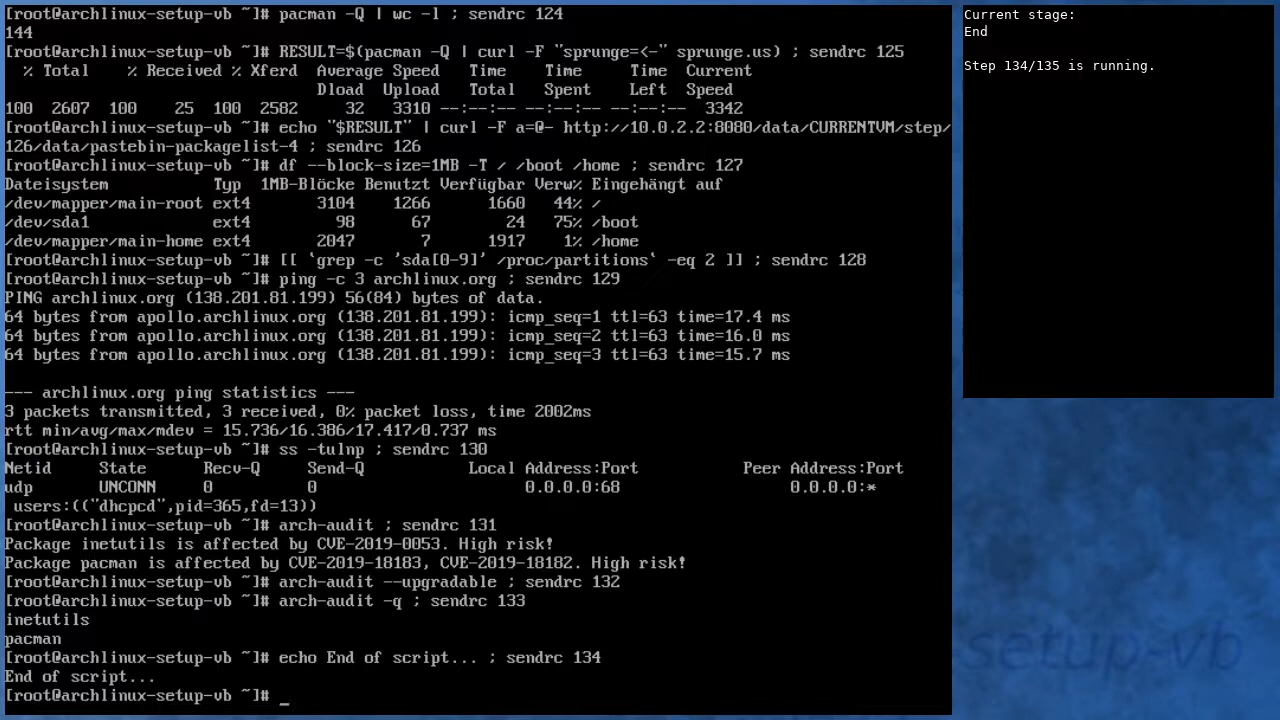 [root@archlinux-setup-vb ~]# pacman -Q | wc -l ; sendrc 124
144
[root@archlinux-setup-vb ~]# RESULT=$(pacman -Q | curl -F "sprunge=<-" sprunge.us) ; sendrc 125
  % Total    % Received % Xferd  Average Speed   Time    Time     Time  Current
                                 Dload  Upload   Total   Spent    Left  Speed
100  2607  100    25  100  2582     32   3310 --:--:-- --:--:-- --:--:--  3342
[root@archlinux-setup-vb ~]# echo "$RESULT" | curl -F a=@- http://10.0.2.2:8080/data/CURRENTVM/step/
126/data/pastebin-packagelist-4 ; sendrc 126
[root@archlinux-setup-vb ~]# df --block-size=1MB -T / /boot /home ; sendrc 127
Dateisystem           Typ  1MB-Blöcke Benutzt Verfügbar Verw% Eingehängt auf
/dev/mapper/main-root ext4       3104    1266      1660   44% /
/dev/sda1             ext4         98      67        24   75% /boot
/dev/mapper/main-home ext4       2047       7      1917    1% /home
[root@archlinux-setup-vb ~]# [[ `grep -c 'sda[0-9]' /proc/partitions` -eq 2 ]] ; sendrc 128
[root@archlinux-setup-vb ~]# ping -c 3 archlinux.org ; sendrc 129
PING archlinux.org (138.201.81.199) 56(84) bytes of data.
64 bytes from apollo.archlinux.org (138.201.81.199): icmp_seq=1 ttl=63 time=17.4 ms
64 bytes from apollo.archlinux.org (138.201.81.199): icmp_seq=2 ttl=63 time=16.0 ms
64 bytes from apollo.archlinux.org (138.201.81.199): icmp_seq=3 ttl=63 time=15.7 ms

--- archlinux.org ping statistics ---
3 packets transmitted, 3 received, 0% packet loss, time 2002ms
rtt min/avg/max/mdev = 15.736/16.386/17.417/0.737 ms
[root@archlinux-setup-vb ~]# ss -tulnp ; sendrc 130
Netid     State      Recv-Q     Send-Q           Local Address:Port           Peer Address:Port
udp       UNCONN     0          0                      0.0.0.0:68                  0.0.0.0:*
 users:(("dhcpcd",pid=365,fd=13))
[root@archlinux-setup-vb ~]# arch-audit ; sendrc 131
Package inetutils is affected by CVE-2019-0053. High risk!
Package pacman is affected by CVE-2019-18183, CVE-2019-18182. High risk!
[root@archlinux-setup-vb ~]# arch-audit --upgradable ; sendrc 132
[root@archlinux-setup-vb ~]# arch-audit -q ; sendrc 133
inetutils
pacman
[root@archlinux-setup-vb ~]# echo End of script... ; sendrc 134
End of script...
[root@archlinux-setup-vb ~]# _
Current stage:
End

Step 134/135 is running.
setup-vb